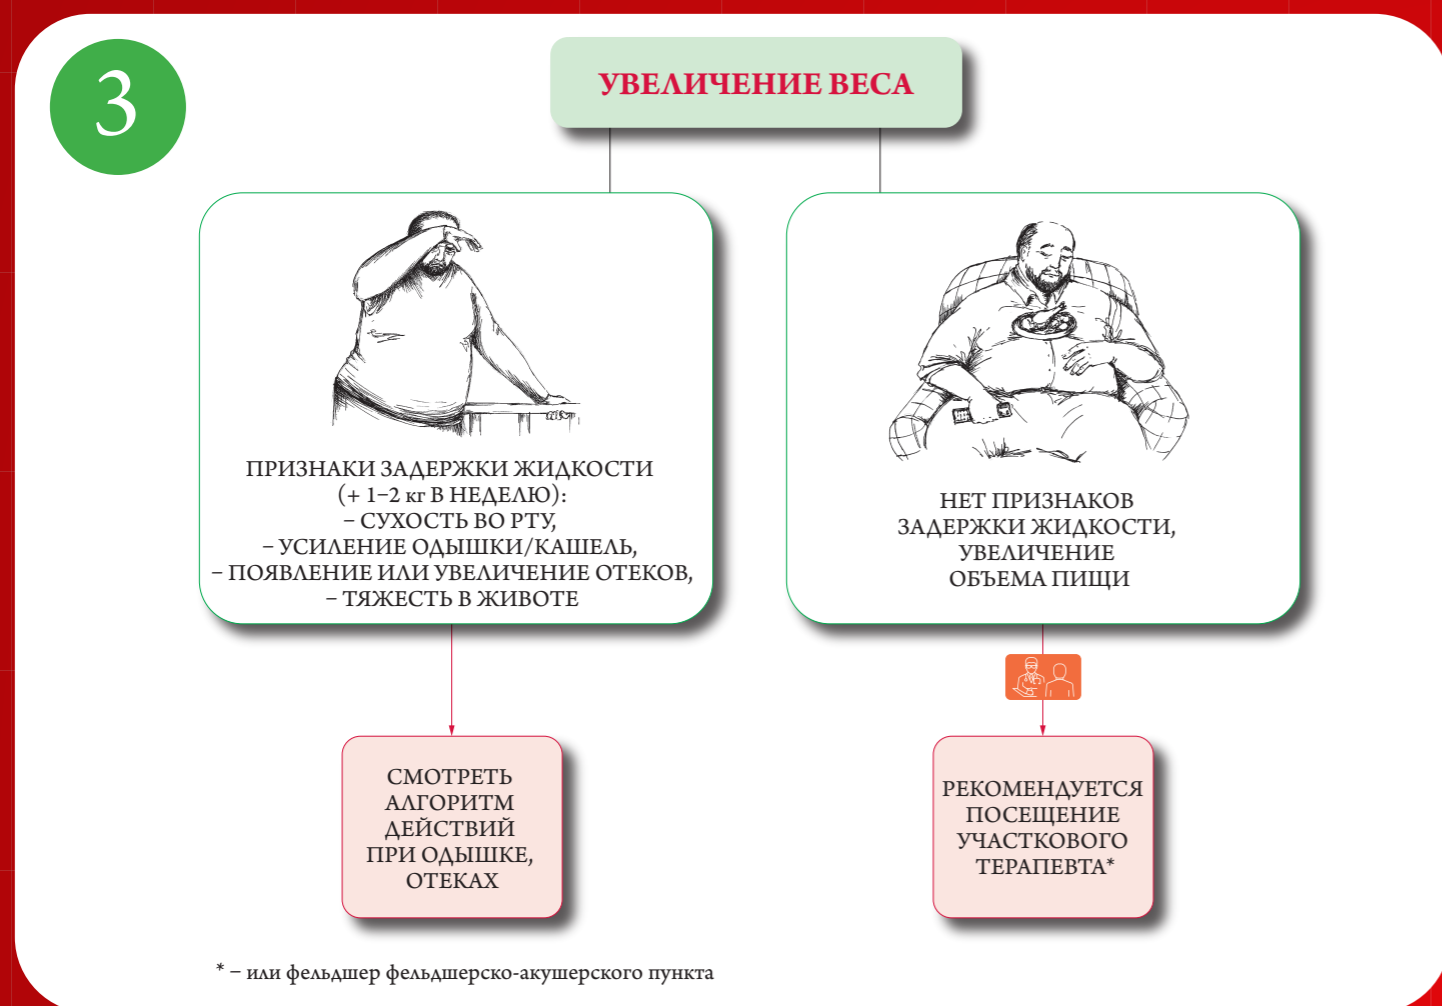 3
УВЕЛИЧЕНИЕ ВЕСА
ПРИЗНАКИ ЗАДЕРЖКИ ЖИДКОСТИ
(+ 1–2 кг В НЕДЕЛЮ):
– СУХОСТЬ ВО РТУ,
– УСИЛЕНИЕ ОДЫШКИ/КАШЕЛЬ,
– ПОЯВЛЕНИЕ ИЛИ УВЕЛИЧЕНИЕ ОТЕКОВ,
– ТЯЖЕСТЬ В ЖИВОТЕ
НЕТ ПРИЗНАКОВ
ЗАДЕРЖКИ ЖИДКОСТИ,
УВЕЛИЧЕНИЕ
ОБЪЕМА ПИЩИ
СМОТРЕТЬ
АЛГОРИТМ
ДЕЙСТВИЙ
ПРИ ОДЫШКЕ,
ОТЕКАХ
РЕКОМЕНДУЕТСЯ
ПОСЕЩЕНИЕ
УЧАСТКОВОГО
ТЕРАПЕВТА*
* – или фельдшер фельдшерско-акушерского пункта